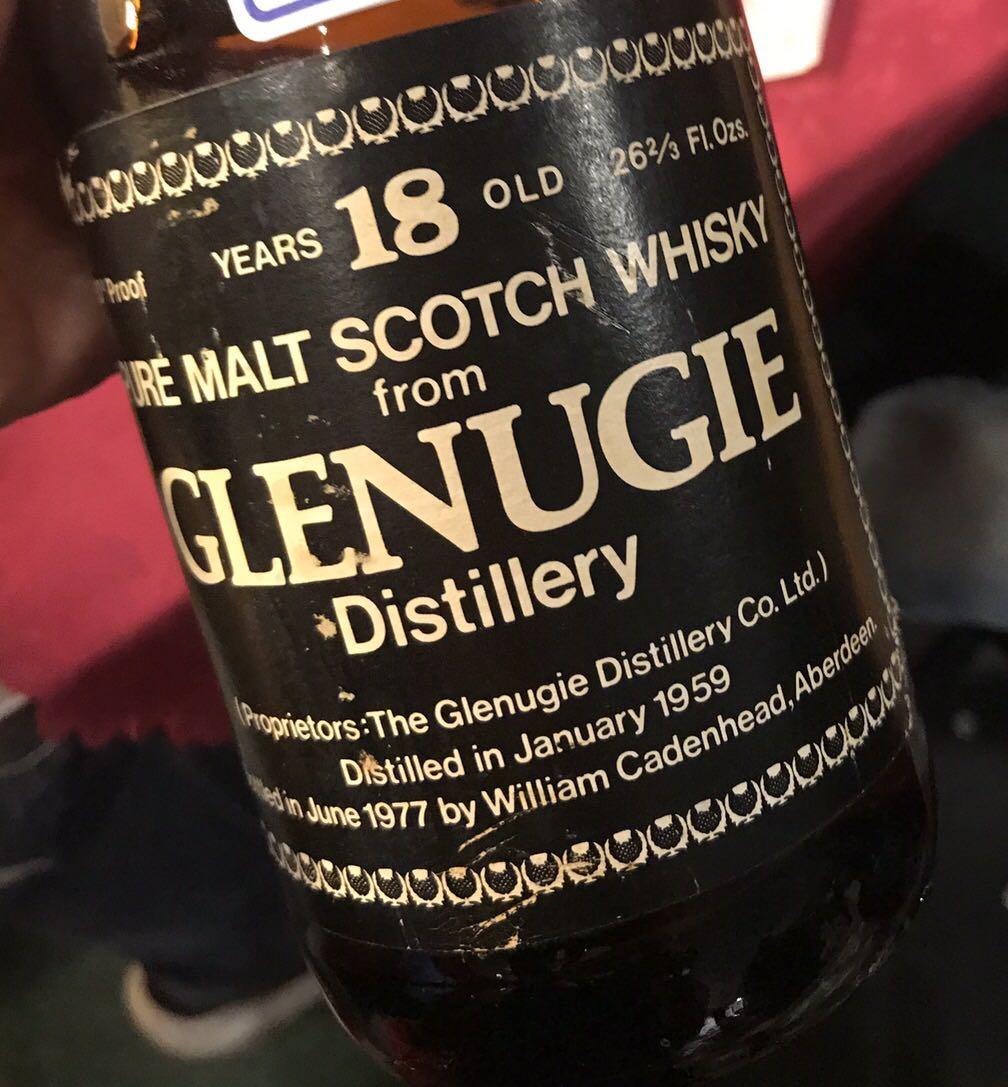 YEARS 18 OLD 26⅔ Fl.Ozs.
Proof
MALT SCOTCH WHISKY
from
GLENUGIE
Distillery
(Proprietors:The Glenugie Distillery Co. Ltd.)
Distilled in January 1959
in June 1977 by William Cadenhead, Aberdeen.